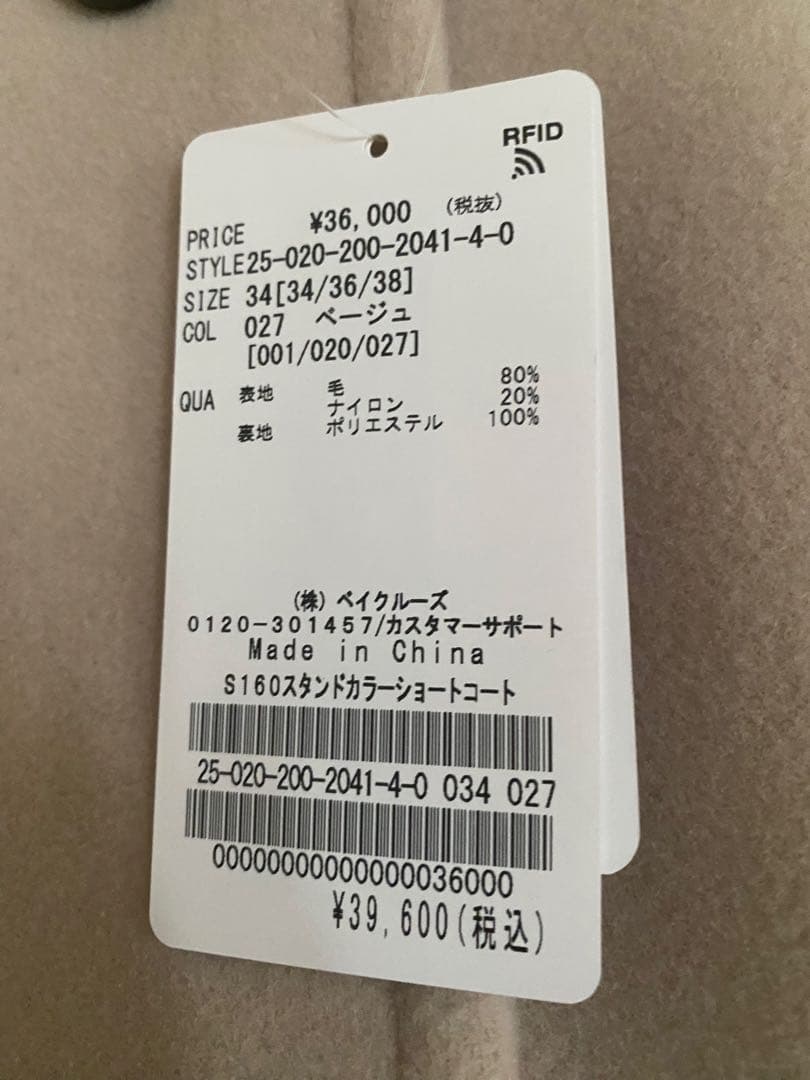 RFID
PRICE ¥36,000 (税抜)
STYLE25-020-200-2041-4-0
SIZE 34[34/36/38]
COL 027 ベージュ
[001/020/027]
QUA 表地 毛 80%
ナイロン 20%
裏地 ポリエステル 100%
(株) ベイクルーズ
0120-301457/カスタマーサポート
Made in China
S160スタンドカラーショートコート
25-020-200-2041-4-0 034 027
00000000000000036000
¥39,600(税込)